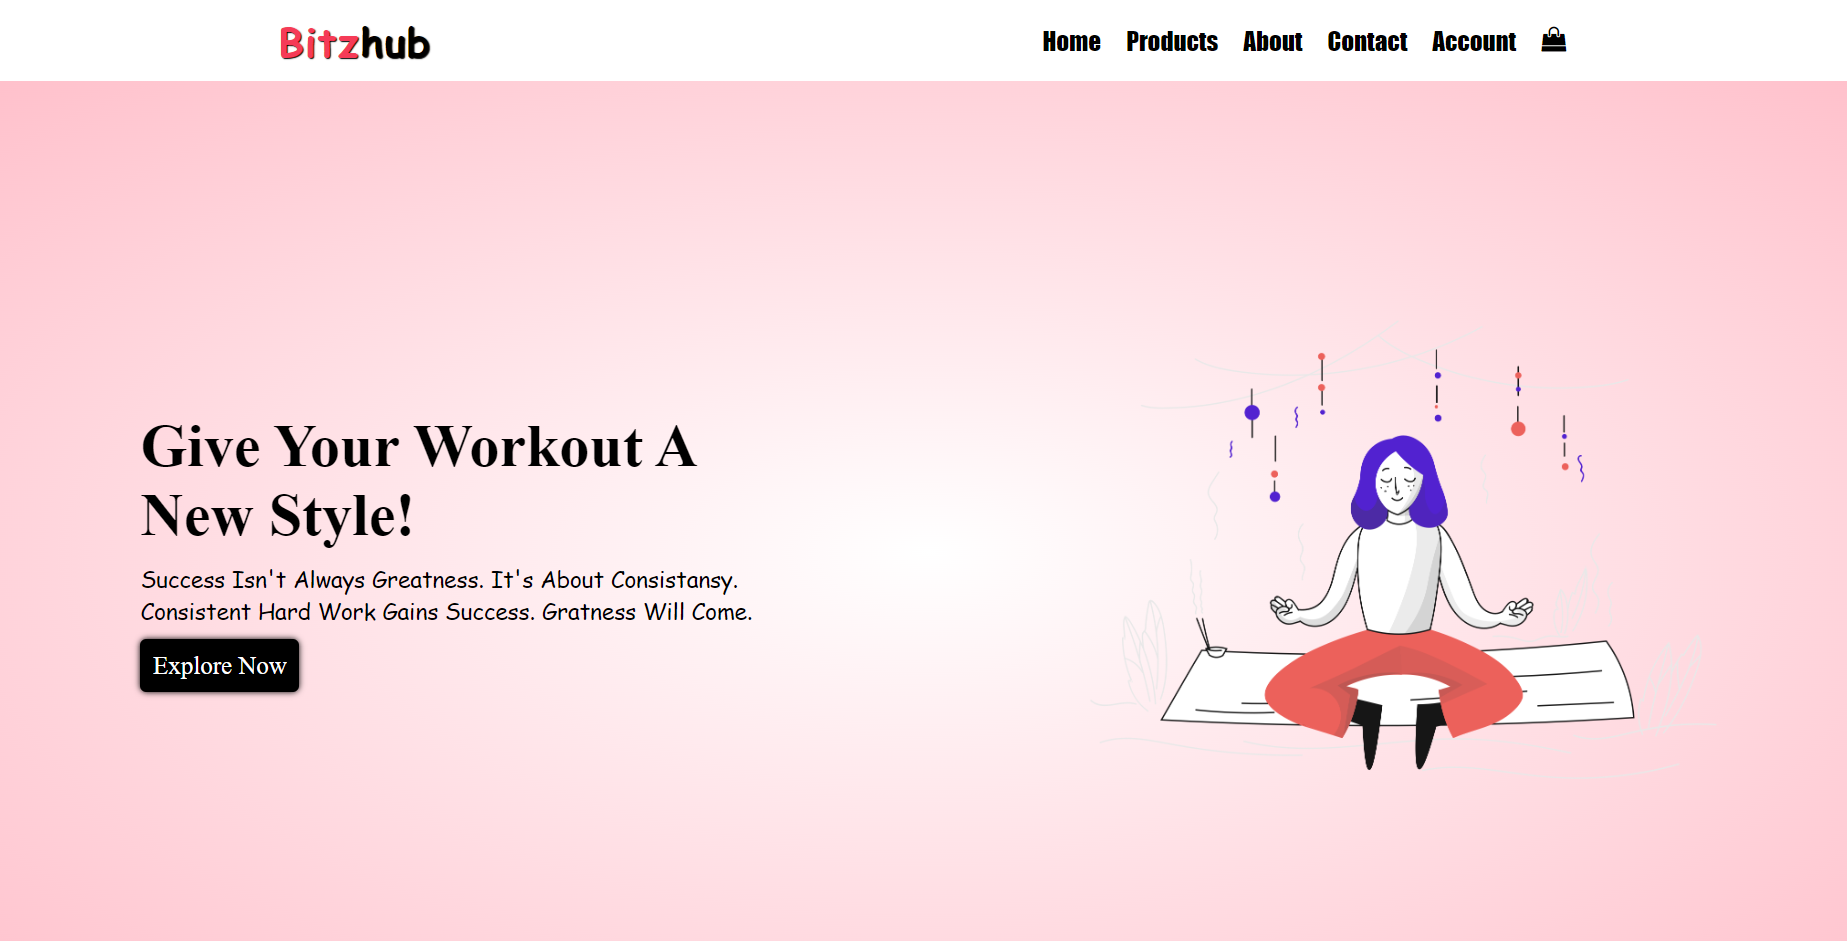 Bitzhub
Home Products About Contact Account
Give Your Workout A
New Style!
Success Isn't Always Greatness. It's About Consistansy.
Consistent Hard Work Gains Success. Gratness Will Come.
Explore Now